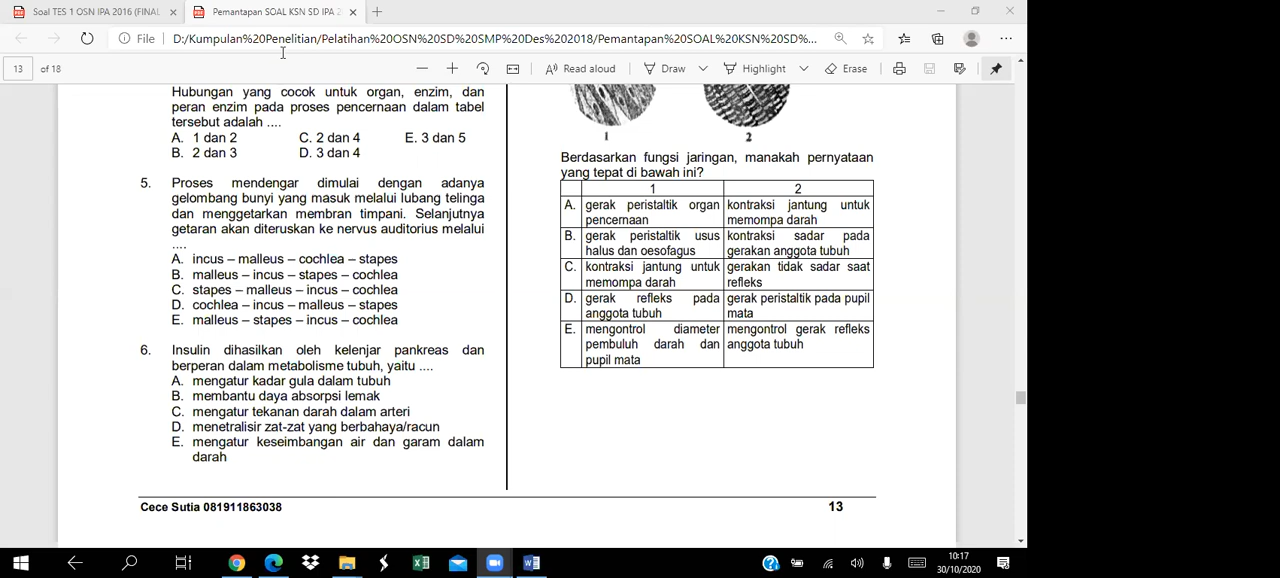 Soal TES 1 OSN IPA 2016 (FINAL
Pemantapan SOAL KSN SD IPA 2
File
D:/Kumpulan%20Penelitian/Pelatihan%20OSN%20SD%20SMP%20Des%202018/Pemantapan%20SOAL%20KSN%20SD%...
13 of 18
Read aloud
Draw
Highlight
Erase
Hubungan yang cocok untuk organ, enzim, dan
peran enzim pada proses pencernaan dalam tabel
tersebut adalah ....
A. 1 dan 2 C. 2 dan 4 E. 3 dan 5
B. 2 dan 3 D. 3 dan 4
5. Proses mendengar dimulai dengan adanya
gelombang bunyi yang masuk melalui lubang telinga
dan menggetarkan membran timpani. Selanjutnya
getaran akan diteruskan ke nervus auditorius melalui
....
A. incus – malleus – cochlea – stapes
B. malleus – incus – stapes – cochlea
C. stapes – malleus – incus – cochlea
D. cochlea – incus – malleus – stapes
E. malleus – stapes – incus – cochlea
6. Insulin dihasilkan oleh kelenjar pankreas dan
berperan dalam metabolisme tubuh, yaitu ....
A. mengatur kadar gula dalam tubuh
B. membantu daya absorpsi lemak
C. mengatur tekanan darah dalam arteri
D. menetralisir zat-zat yang berbahaya/racun
E. mengatur keseimbangan air dan garam dalam
darah
1 2
Berdasarkan fungsi jaringan, manakah pernyataan
yang tepat di bawah ini?
1 2
A. gerak peristaltik organ kontraksi jantung untuk
pencernaan memompa darah
B. gerak peristaltik usus kontraksi sadar pada
halus dan oesofagus gerakan anggota tubuh
C. kontraksi jantung untuk gerakan tidak sadar saat
memompa darah refleks
D. gerak refleks pada gerak peristaltik pada pupil
anggota tubuh mata
E. mengontrol diameter mengontrol gerak refleks
pembuluh darah dan anggota tubuh
pupil mata
Cece Sutia 081911863038 13
10:17
30/10/2020